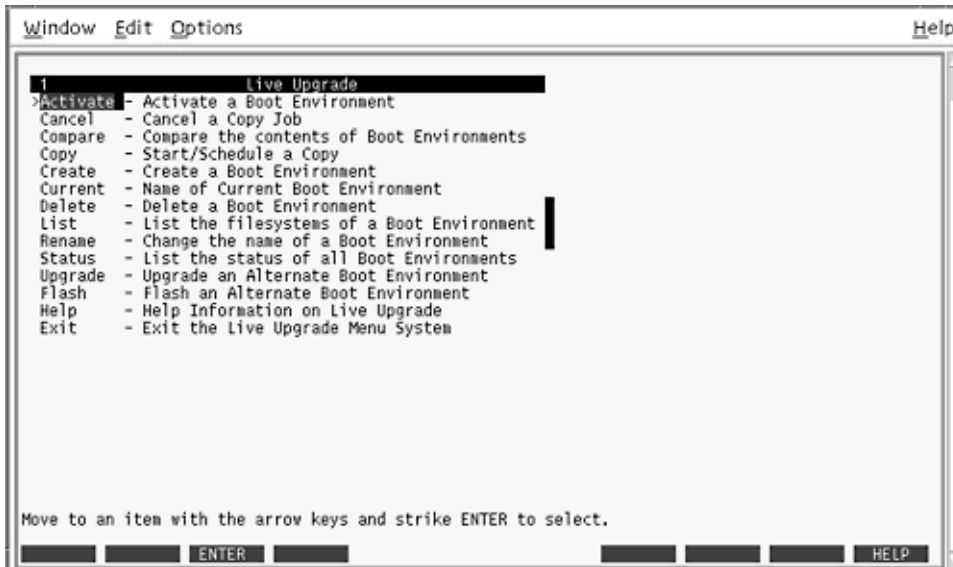 Window Edit Options Help
1 Live Upgrade
>Activate - Activate a Boot Environment
Cancel - Cancel a Copy Job
Compare - Compare the contents of Boot Environments
Copy - Start/Schedule a Copy
Create - Create a Boot Environment
Current - Name of Current Boot Environment
Delete - Delete a Boot Environment
List - List the filesystems of a Boot Environment
Rename - Change the name of a Boot Environment
Status - List the status of all Boot Environments
Upgrade - Upgrade an Alternate Boot Environment
Flash - Flash an Alternate Boot Environment
Help - Help Information on Live Upgrade
Exit - Exit the Live Upgrade Menu System
Move to an item with the arrow keys and strike ENTER to select.
ENTER HELP